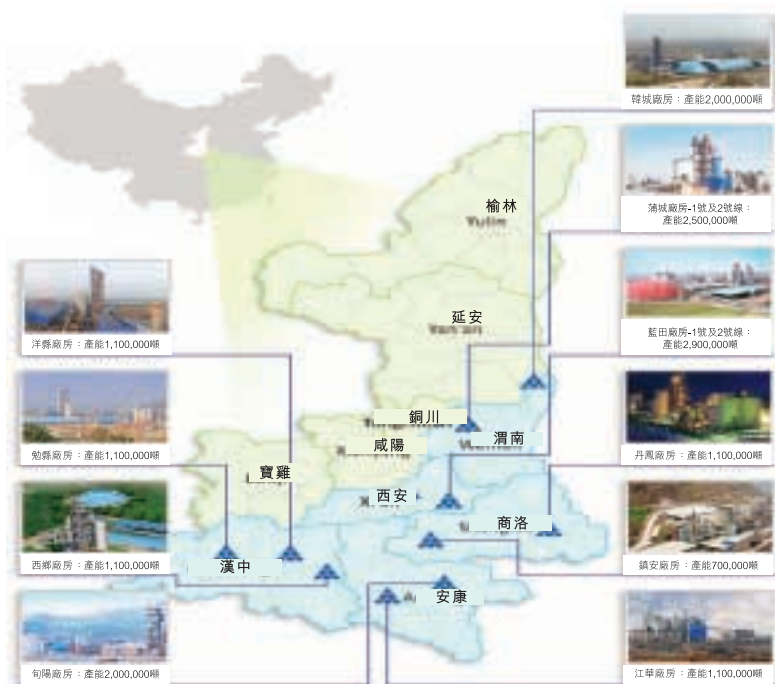 韓城廠房：產能2,000,000噸
蒲城廠房-1號及2號線：
產能2,500,000噸
藍田廠房-1號及2號線：
產能2,900,000噸
丹鳳廠房：產能1,100,000噸
鎮安廠房：產能700,000噸
江華廠房：產能1,100,000噸
洋縣廠房：產能1,100,000噸
勉縣廠房：產能1,100,000噸
西鄉廠房：產能1,100,000噸
旬陽廠房：產能2,000,000噸
榆林
Yulin
延安
Yan'an
銅川
咸陽
渭南
寶雞
西安
商洛
漢中
安康